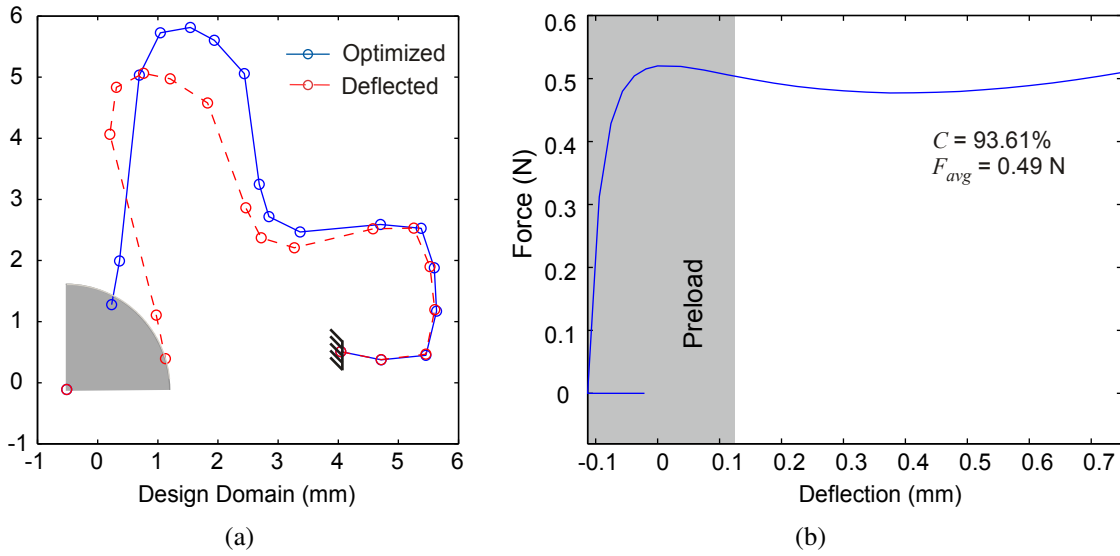 6
5
4
3
2
1
0
-1
-1 0 1 2 3 4 5 6
Design Domain (mm)
Optimized
Deflected
(a)
0.6
0.5
0.4
0.3
0.2
0.1
0
Force (N)
-0.1 0 0.1 0.2 0.3 0.4 0.5 0.6 0.7
Deflection (mm)
Preload
C = 93.61%
F_avg = 0.49 N
(b)